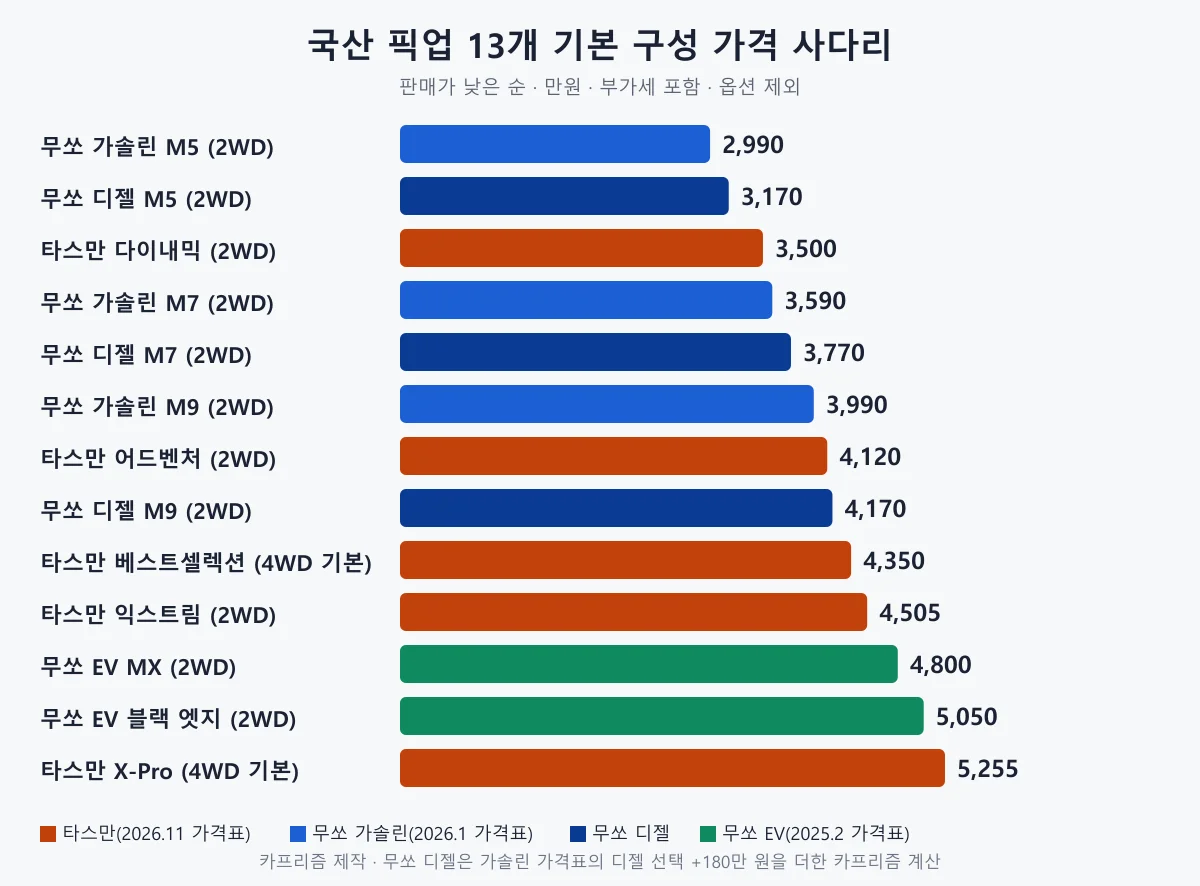 국산 픽업 13개 기본 구성 가격 사다리
판매가 낮은 순 · 만원 · 부가세 포함 · 옵션 제외
무쏘 가솔린 M5 (2WD) 2,990
무쏘 디젤 M5 (2WD) 3,170
타스만 다이내믹 (2WD) 3,500
무쏘 가솔린 M7 (2WD) 3,590
무쏘 디젤 M7 (2WD) 3,770
무쏘 가솔린 M9 (2WD) 3,990
타스만 어드벤처 (2WD) 4,120
무쏘 디젤 M9 (2WD) 4,170
타스만 베스트셀렉션 (4WD 기본) 4,350
타스만 익스트림 (2WD) 4,505
무쏘 EV MX (2WD) 4,800
무쏘 EV 블랙 엣지 (2WD) 5,050
타스만 X-Pro (4WD 기본) 5,255
타스만(2026.11 가격표) 무쏘 가솔린(2026.1 가격표) 무쏘 디젤 무쏘 EV(2025.2 가격표)
카프리즘 제작 · 무쏘 디젤은 가솔린 가격표의 디젤 선택 +180만 원을 더한 카프리즘 계산